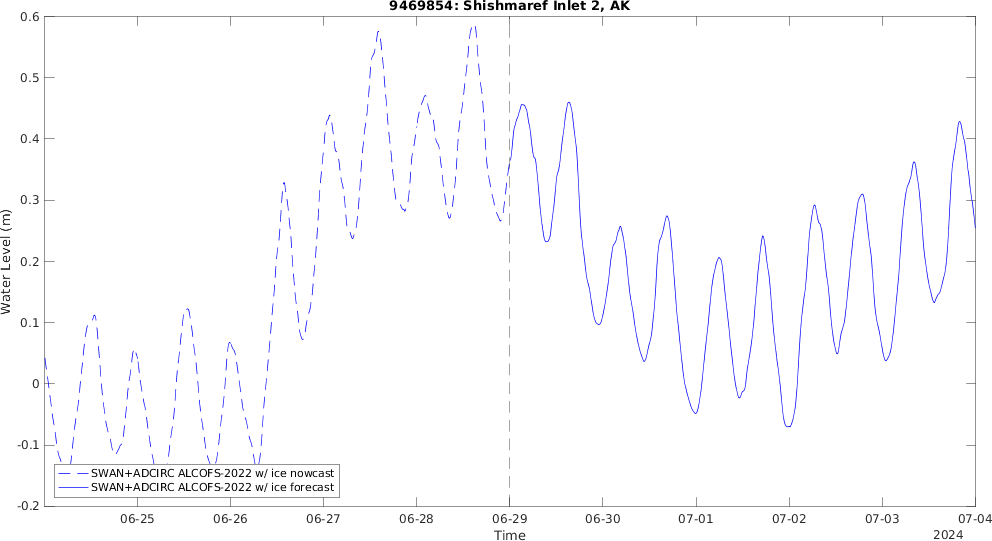 9469854: Shishmaref Inlet 2, AK
0.6
0.5
0.4
0.3
0.2
0.1
0
-0.1
-0.2
Water Level (m)
SWAN+ADCIRC ALCOFS-2022 w/ ice nowcast
SWAN+ADCIRC ALCOFS-2022 w/ ice forecast
06-25 06-26 06-27 06-28 06-29 06-30 07-01 07-02 07-03 07-04
Time
2024